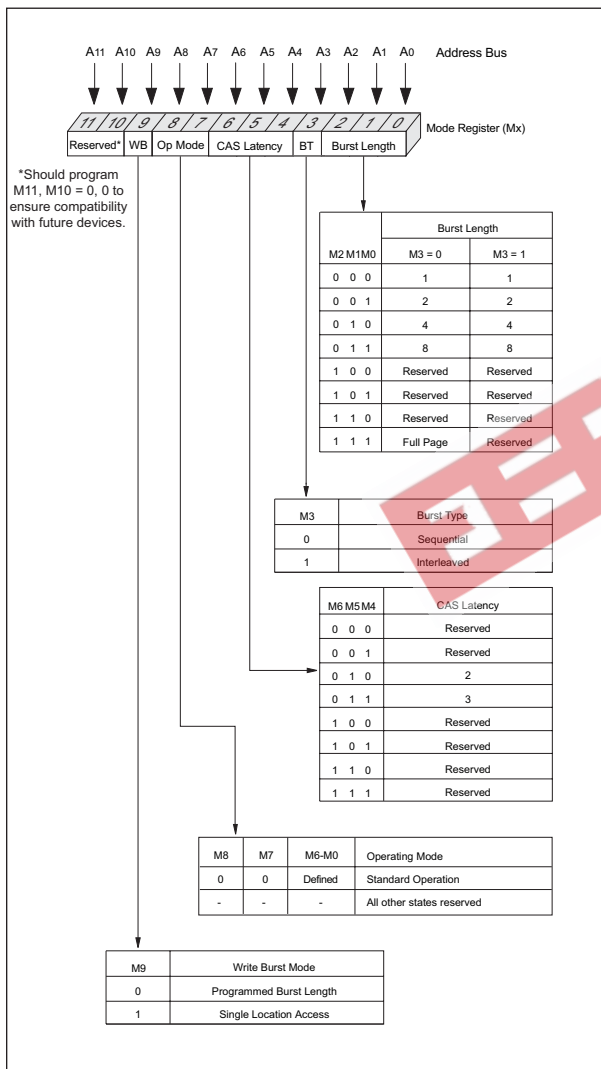 A11 A10 A9 A8 A7 A6 A5 A4 A3 A2 A1 A0 Address Bus
11 10 9 8 7 6 5 4 3 2 1 0 Mode Register (Mx)
Reserved* WB Op Mode CAS Latency BT Burst Length
*Should program
M11, M10 = 0, 0 to
ensure compatibility
with future devices.
Burst Length
M2 M1 M0 M3 = 0 M3 = 1
0 0 0 1 1
0 0 1 2 2
0 1 0 4 4
0 1 1 8 8
1 0 0 Reserved Reserved
1 0 1 Reserved Reserved
1 1 0 Reserved Reserved
1 1 1 Full Page Reserved
M3 Burst Type
0 Sequential
1 Interleaved
M6 M5 M4 CAS Latency
0 0 0 Reserved
0 0 1 Reserved
0 1 0 2
0 1 1 3
1 0 0 Reserved
1 0 1 Reserved
1 1 0 Reserved
1 1 1 Reserved
M8 M7 M6-M0 Operating Mode
0 0 Defined Standard Operation
- - - All other states reserved
M9 Write Burst Mode
0 Programmed Burst Length
1 Single Location Access